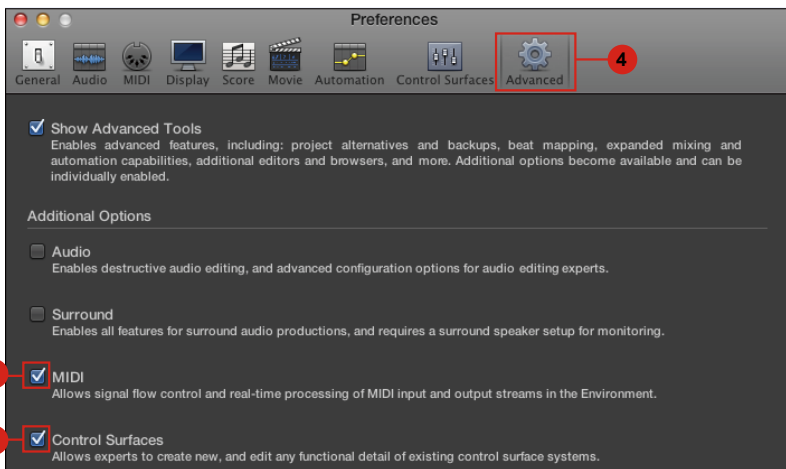 Preferences
General Audio MIDI Display Score Movie Automation Control Surfaces Advanced
4
Show Advanced Tools
Enables advanced features, including: project alternatives and backups, beat mapping, expanded mixing and
automation capabilities, additional editors and browsers, and more. Additional options become available and can be
individually enabled.
Additional Options
Audio
Enables destructive audio editing, and advanced configuration options for audio editing experts.
Surround
Enables all features for surround audio productions, and requires a surround speaker setup for monitoring.
MIDI
Allows signal flow control and real-time processing of MIDI input and output streams in the Environment.
Control Surfaces
Allows experts to create new, and edit any functional detail of existing control surface systems.